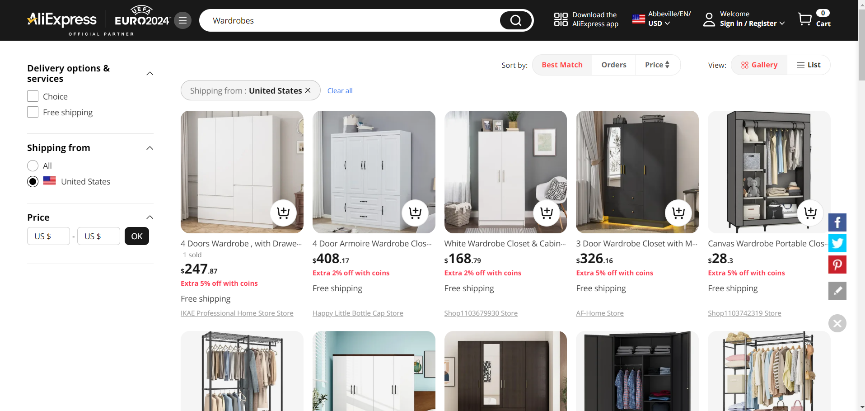 AliExpress
UEFA
EURO2024
OFFICIAL PARTNER
Wardrobes
Download the
AliExpress app
Abbeville/EN/
USD
Welcome
Sign in / Register
0
Cart
Delivery options &
services
Choice
Free shipping
Shipping from
All
United States
Price
US $ - US $ OK
Sort by: Best Match Orders Price
View: Gallery List
Shipping from : United States
Clear all
4 Doors Wardrobe , with Drawe···
1 sold
$247.87
Extra 5% off with coins
Free shipping
IKAE Professional Home Store Store
4 Door Armoire Wardrobe Clos···
$408.17
Extra 2% off with coins
Free shipping
Happy Little Bottle Cap Store
White Wardrobe Closet & Cabin···
$168.79
Extra 2% off with coins
Free shipping
Shop1103679930 Store
3 Door Wardrobe Closet with M···
$326.16
Extra 5% off with coins
Free shipping
AF-Home Store
Canvas Wardrobe Portable Clos···
$28.3
Extra 5% off with coins
Free shipping
Shop1103742319 Store